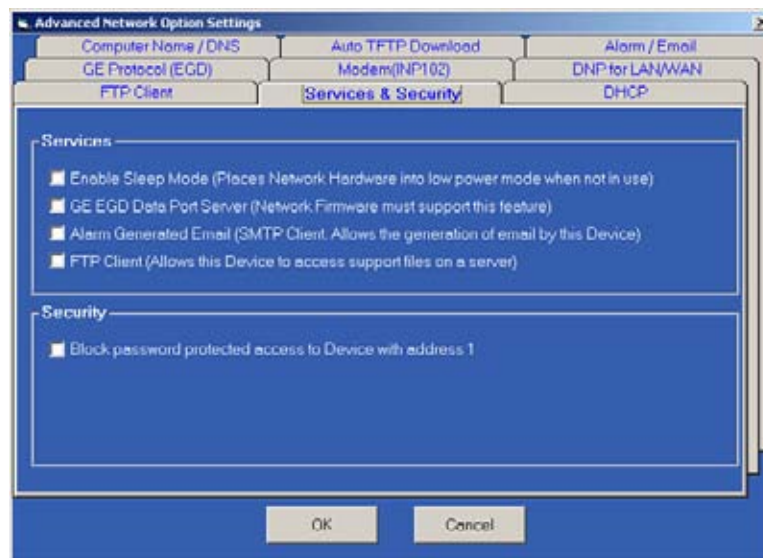 Advanced Network Option Settings
Computer Name / DNS
Auto TFTP Download
Alarm / Email
GE Protocol (EGD)
Modem(INP102)
DNP for LAN/WAN
FTP Client
Services & Security
DHCP
Services
Enable Sleep Mode (Places Network Hardware into low power mode when not in use)
GE EGD Data Port Server (Network Firmware must support this feature)
Alarm Generated Email (SMTP Client. Allows the generation of email by this Device)
FTP Client (Allows this Device to access support files on a server)
Security
Block password protected access to Device with address 1
OK
Cancel